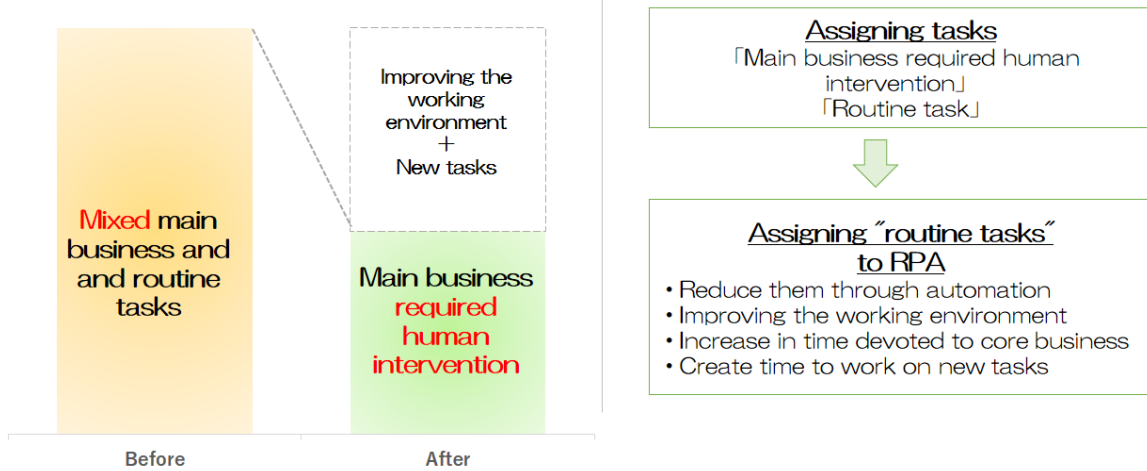 Mixed main
business and
and routine
tasks
Improving the
working
environment
+
New tasks
Main business
required
human
intervention
Before
After
Assigning tasks
「Main business required human
intervention」
「Routine task」
Assigning "routine tasks"
to RPA
• Reduce them through automation
• Improving the working environment
• Increase in time devoted to core business
• Create time to work on new tasks